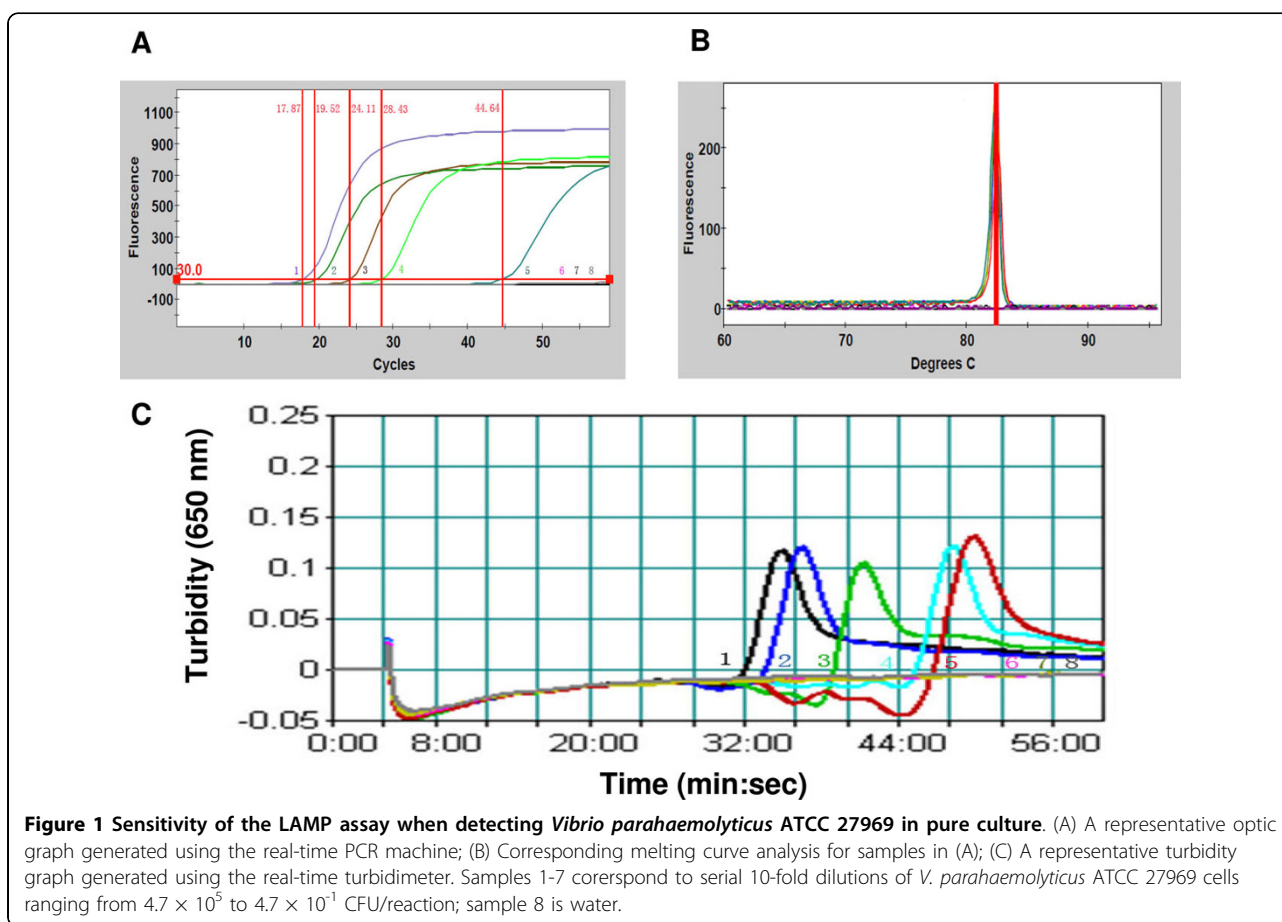 A
B
1100
900
700
500
300
100
-100
Fluorescence
17.87 19.52 24.11 28.43 44.64
30.0
1 2 3 4 5 6 7 8
10 20 30 40 50
Cycles
200
100
0
Fluorescence
60 70 80 90
Degrees C
C
0.25
0.2
0.15
0.1
0.05
0
-0.05
Turbidity (650 nm)
1 2 3 4 5 6 7 8
0:00 8:00 20:00 32:00 44:00 56:00
Time (min:sec)
Figure 1 Sensitivity of the LAMP assay when detecting Vibrio parahaemolyticus ATCC 27969 in pure culture. (A) A representative optic
graph generated using the real-time PCR machine; (B) Corresponding melting curve analysis for samples in (A); (C) A representative turbidity
graph generated using the real-time turbidimeter. Samples 1-7 corerspond to serial 10-fold dilutions of V. parahaemolyticus ATCC 27969 cells
ranging from 4.7 × 10⁵ to 4.7 × 10⁻¹ CFU/reaction; sample 8 is water.